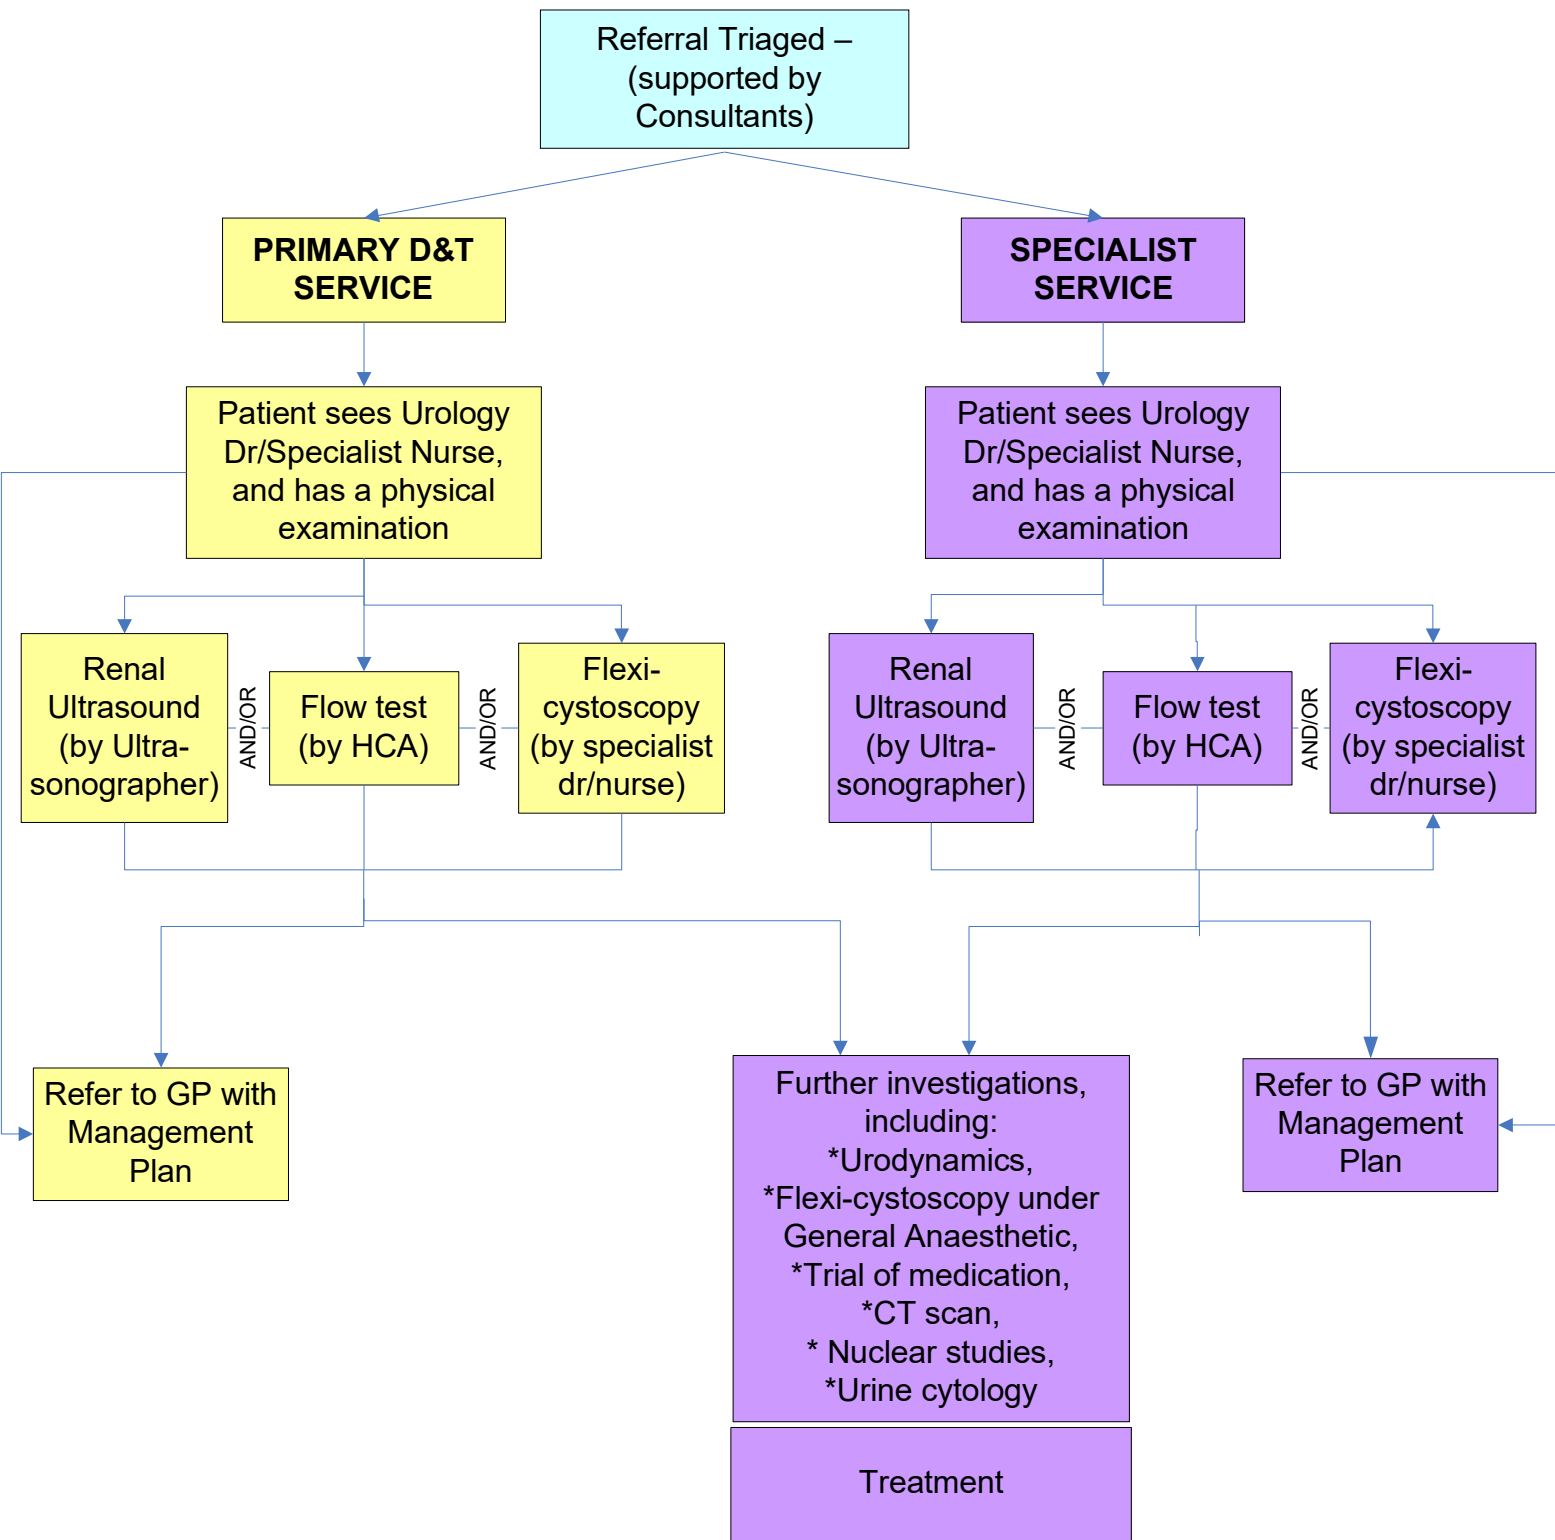 Referral Triaged –
(supported by
Consultants)
PRIMARY D&T
SERVICE
SPECIALIST
SERVICE
Patient sees Urology
Dr/Specialist Nurse,
and has a physical
examination
Patient sees Urology
Dr/Specialist Nurse,
and has a physical
examination
Renal
Ultrasound
(by Ultra-
sonographer)
AND/OR
Flow test
(by HCA)
AND/OR
Flexi-
cystoscopy
(by specialist
dr/nurse)
Renal
Ultrasound
(by Ultra-
sonographer)
AND/OR
Flow test
(by HCA)
AND/OR
Flexi-
cystoscopy
(by specialist
dr/nurse)
Refer to GP with
Management
Plan
Further investigations,
including:
*Urodynamics,
*Flexi-cystoscopy under
General Anaesthetic,
*Trial of medication,
*CT scan,
* Nuclear studies,
*Urine cytology
Refer to GP with
Management
Plan
Treatment